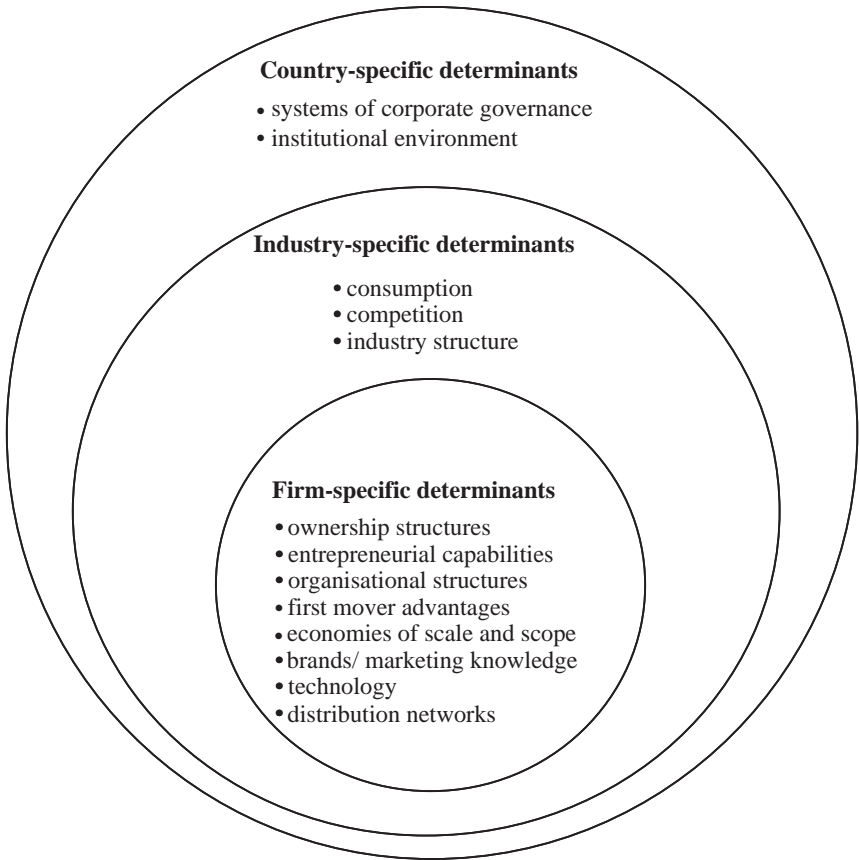 Country-specific determinants
• systems of corporate governance
• institutional environment
Industry-specific determinants
• consumption
• competition
• industry structure
Firm-specific determinants
• ownership structures
• entrepreneurial capabilities
• organisational structures
• first mover advantages
• economies of scale and scope
• brands/ marketing knowledge
• technology
• distribution networks